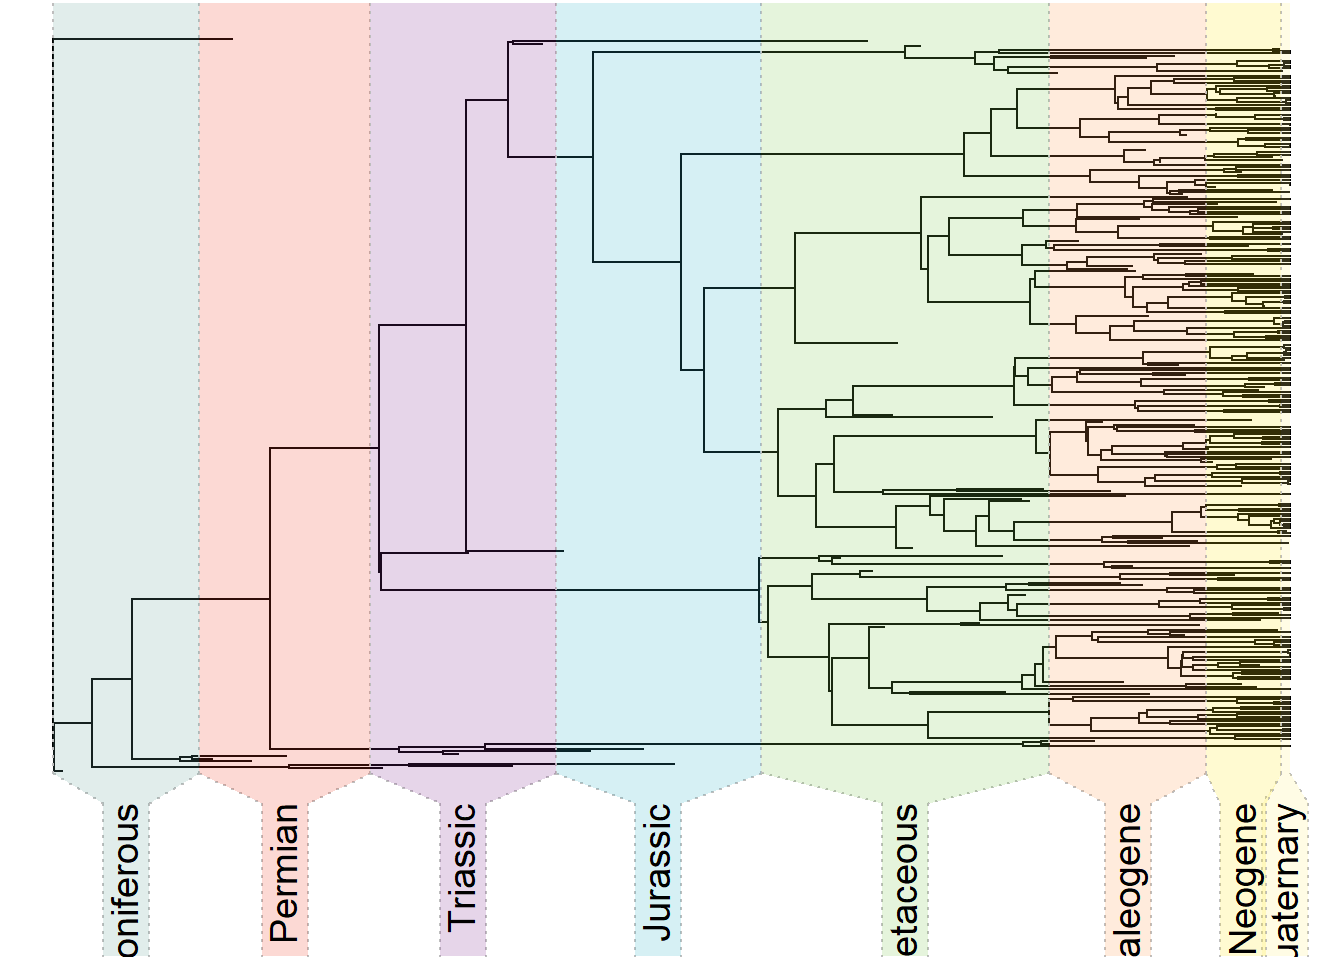 oniferous
Permian
Triassic
Jurassic
etaceous
aleogene
Neogene
uaternary